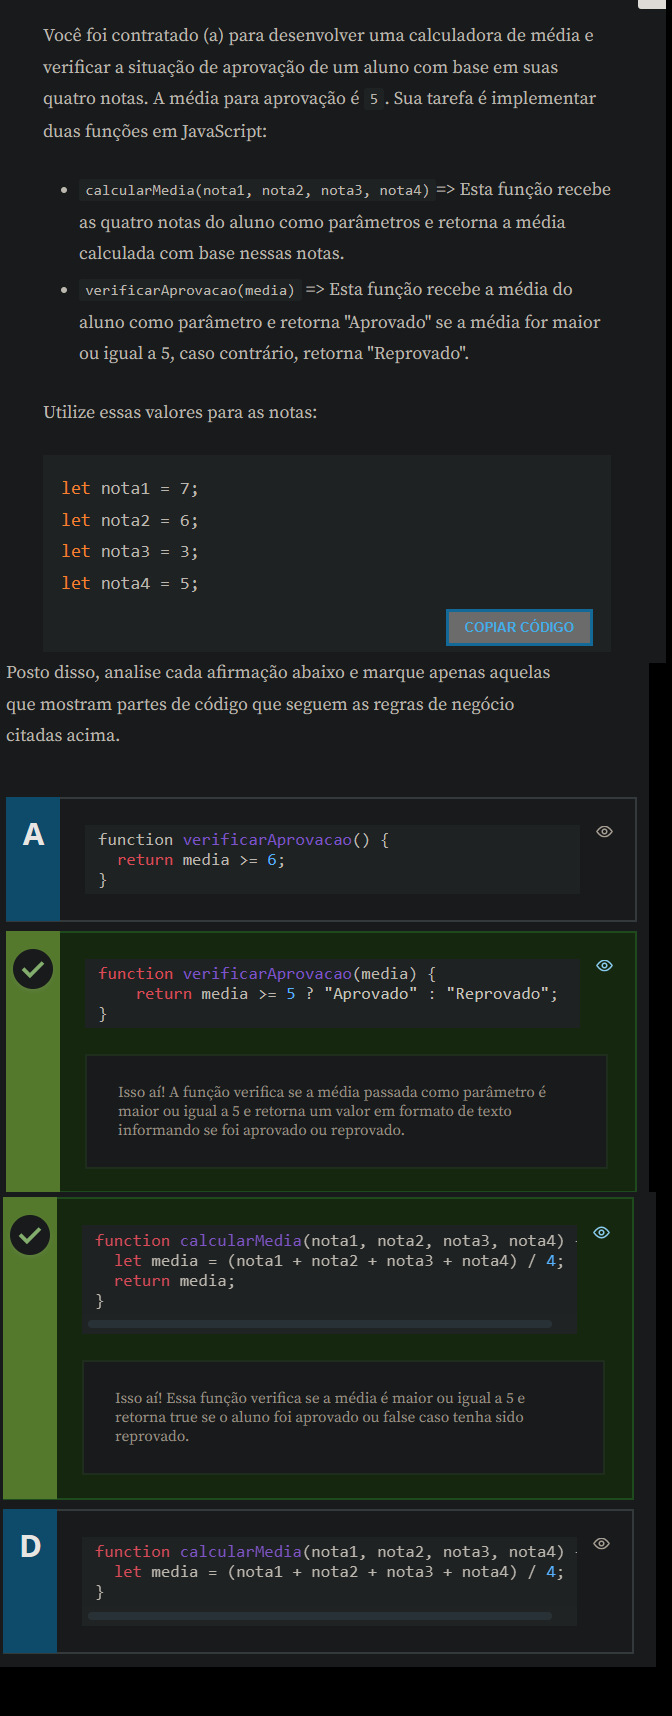 Você foi contratado (a) para desenvolver uma calculadora de média e
verificar a situação de aprovação de um aluno com base em suas
quatro notas. A média para aprovação é 5. Sua tarefa é implementar
duas funções em JavaScript:
• calcularMedia(nota1, nota2, nota3, nota4) => Esta função recebe
as quatro notas do aluno como parâmetros e retorna a média
calculada com base nessas notas.
• verificarAprovacao(media) => Esta função recebe a média do
aluno como parâmetro e retorna "Aprovado" se a média for maior
ou igual a 5, caso contrário, retorna "Reprovado".
Utilize essas valores para as notas:
let nota1 = 7;
let nota2 = 6;
let nota3 = 3;
let nota4 = 5;
COPIAR CÓDIGO
Posto disso, analise cada afirmação abaixo e marque apenas aquelas
que mostram partes de código que seguem as regras de negócio
citadas acima.
A
function verificarAprovacao() {
return media >= 6;
}
function verificarAprovacao(media) {
return media >= 5 ? "Aprovado" : "Reprovado";
}
Isso aí! A função verifica se a média passada como parâmetro é
maior ou igual a 5 e retorna um valor em formato de texto
informando se foi aprovado ou reprovado.
function calcularMedia(nota1, nota2, nota3, nota4)
let media = (nota1 + nota2 + nota3 + nota4) / 4;
return media;
}
Isso aí! Essa função verifica se a média é maior ou igual a 5 e
retorna true se o aluno foi aprovado ou false caso tenha sido
reprovado.
D
function calcularMedia(nota1, nota2, nota3, nota4)
let media = (nota1 + nota2 + nota3 + nota4) / 4;
}